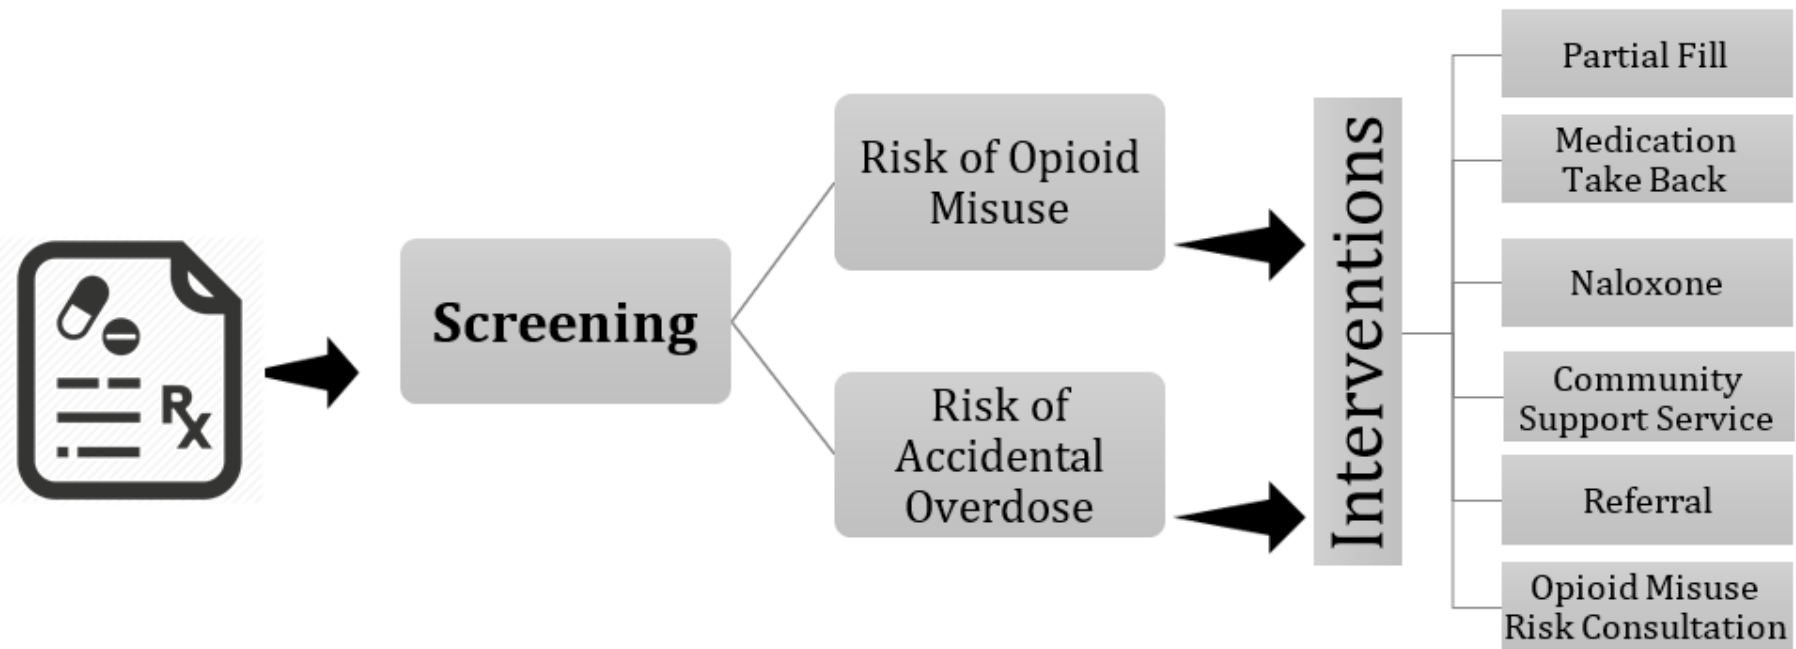 Rx
Screening
Risk of Opioid
Misuse
Risk of
Accidental
Overdose
Interventions
Partial Fill
Medication
Take Back
Naloxone
Community
Support Service
Referral
Opioid Misuse
Risk Consultation